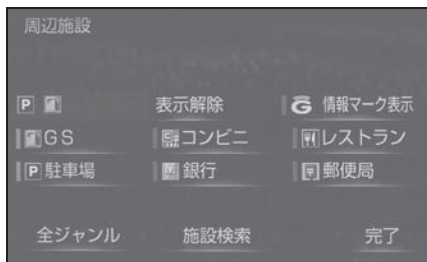 周辺施設
P 表示解除 G 情報マーク表示
GS コンビニ レストラン
P 駐車場 銀行 郵便局
全ジャンル 施設検索 完了